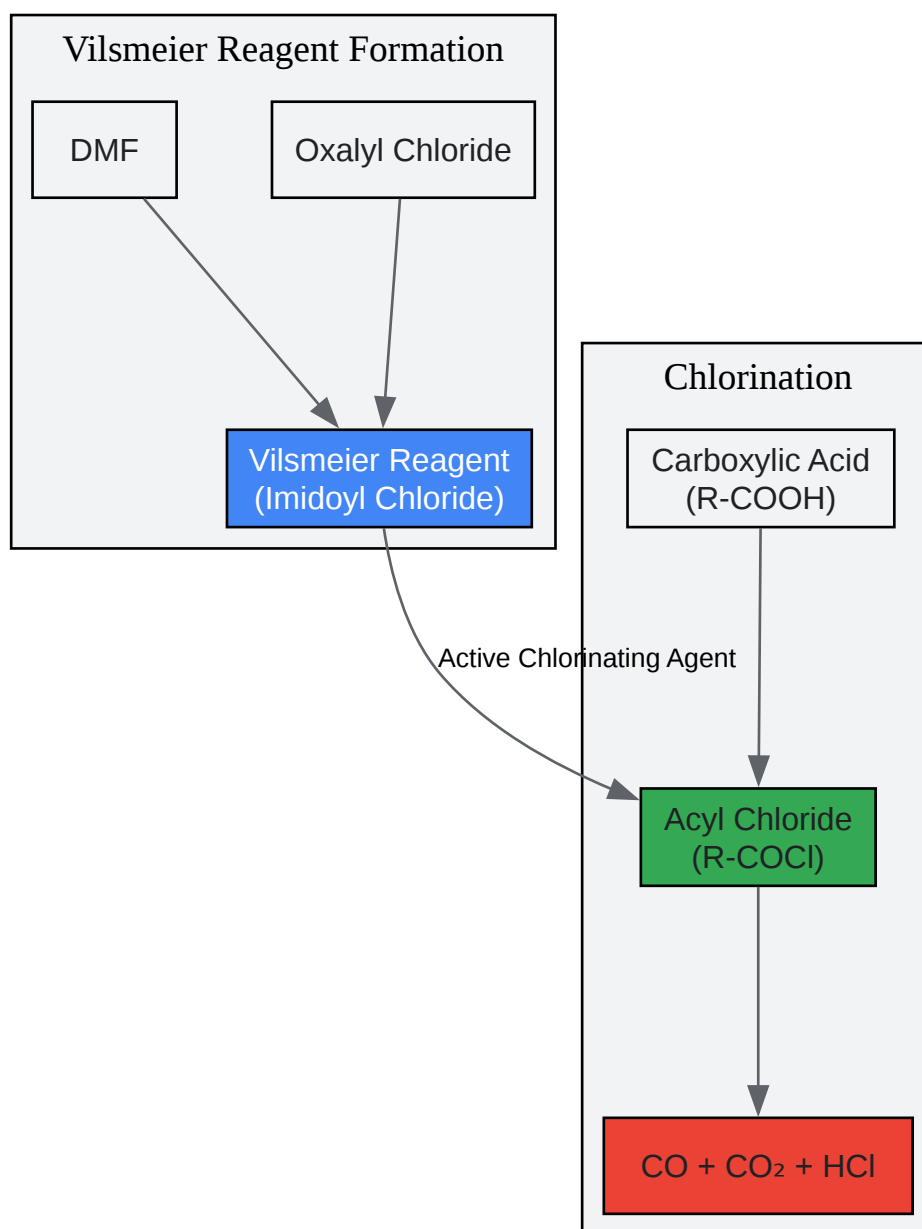 Vilsmeier Reagent Formation
DMF
Oxalyl Chloride
Vilsmeier Reagent
(Imidoyl Chloride)
Chlorination
Carboxylic Acid
(R-COOH)
Active Chlorinating Agent
Acyl Chloride
(R-COCl)
CO + CO₂ + HCl